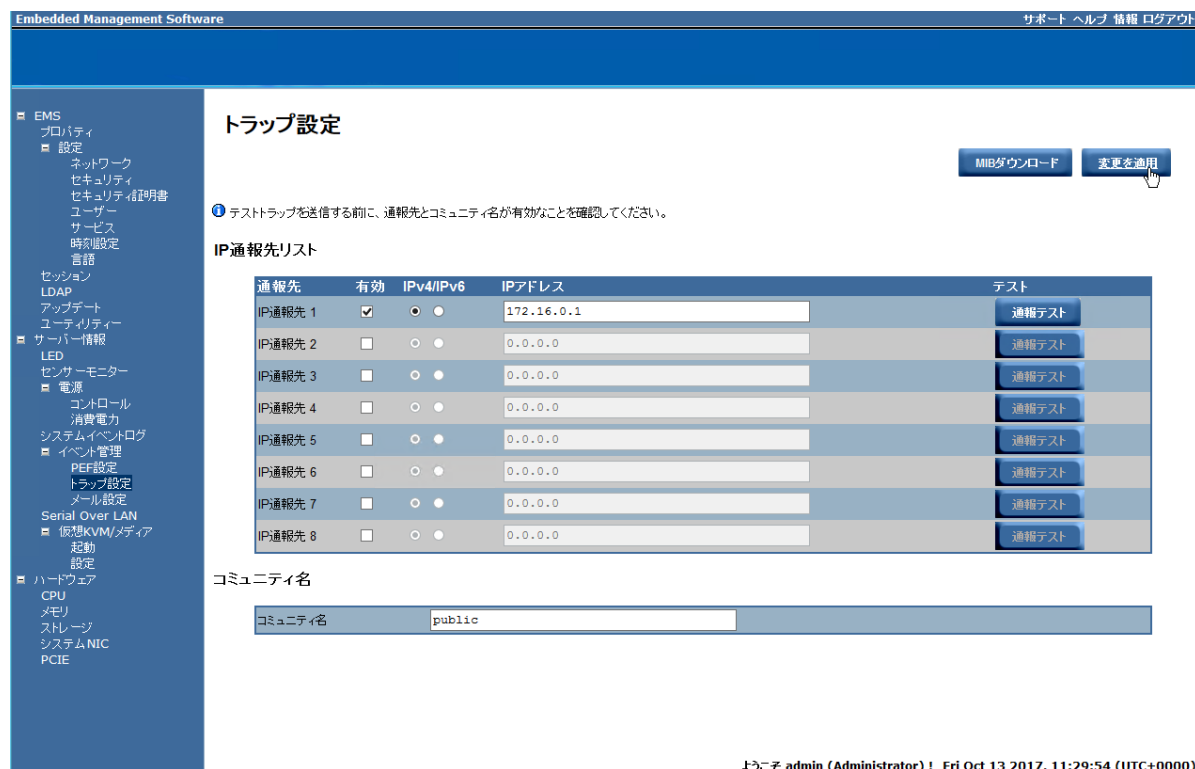 Embedded Management Software
サポート ヘルプ 情報 ログアウト
EMS
プロパティ
設定
ネットワーク
セキュリティ
セキュリティ証明書
ユーザー
サービス
時刻設定
言語
セッション
LDAP
アップデート
ユーティリティー
サーバー情報
LED
センサーモニター
電源
コントロール
消費電力
システムイベントログ
イベント管理
PEF設定
トラップ設定
メール設定
Serial Over LAN
仮想KVM/メディア
起動
設定
ハードウェア
CPU
メモリ
ストレージ
システムNIC
PCIE
トラップ設定
MIBダウンロード 変更を適用
テストトラップを送信する前に、通報先とコミュニティ名が有効なことを確認してください。
IP通報先リスト
通報先 有効 IPv4/IPv6 IPアドレス テスト
IP通報先 1 172.16.0.1 通報テスト
IP通報先 2 0.0.0.0 通報テスト
IP通報先 3 0.0.0.0 通報テスト
IP通報先 4 0.0.0.0 通報テスト
IP通報先 5 0.0.0.0 通報テスト
IP通報先 6 0.0.0.0 通報テスト
IP通報先 7 0.0.0.0 通報テスト
IP通報先 8 0.0.0.0 通報テスト
コミュニティ名
コミュニティ名 public
ようこそ admin (Administrator) ! Fri Oct 13 2017, 11:29:54 (UTC+0000)